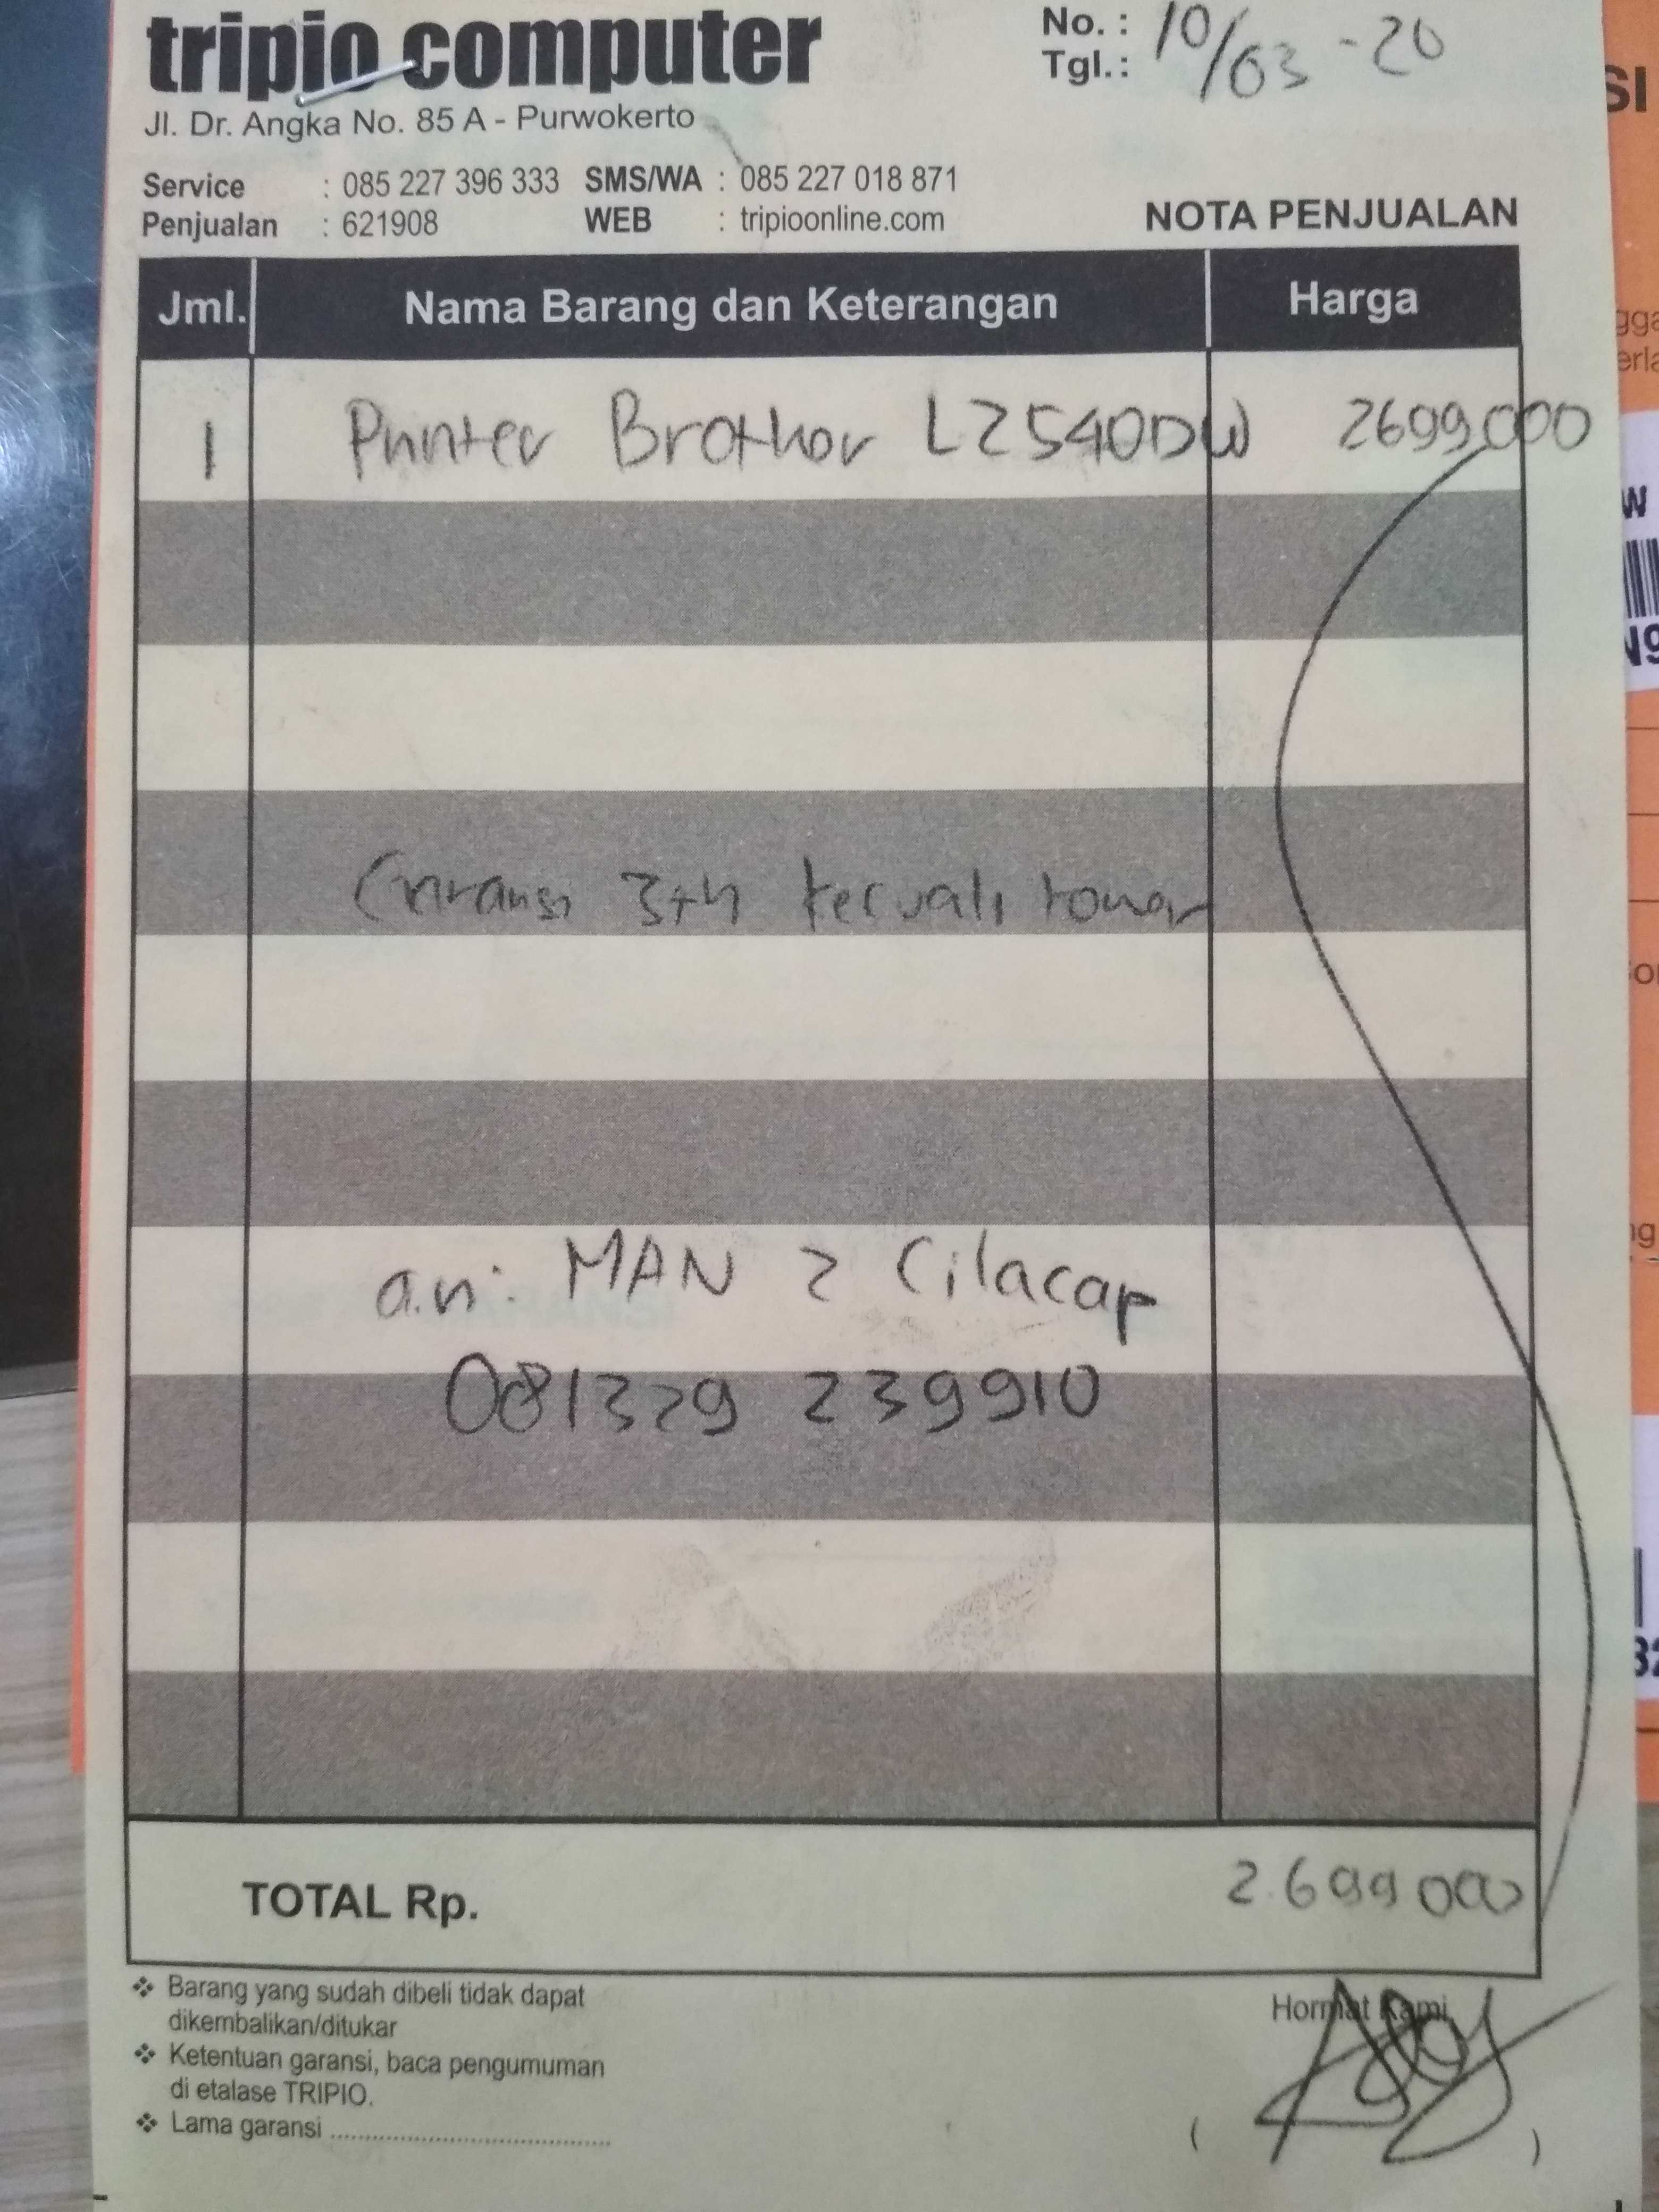 tripio computer
Jl. Dr. Angka No. 85 A - Purwokerto
No. :
Tgl. : 10/03 - 20
Service : 085 227 396 333 SMS/WA : 085 227 018 871
Penjualan : 621908 WEB : tripioonline.com
NOTA PENJUALAN
Jml. Nama Barang dan Keterangan Harga
1 Printer Brother L2540DW 2699.000
Garansi 3th kecuali toner
a.n: MAN 2 Cilacap
081329 239910
TOTAL Rp. 2.699 000
❖ Barang yang sudah dibeli tidak dapat
dikembalikan/ditukar
❖ Ketentuan garansi, baca pengumuman
di etalase TRIPIO.
❖ Lama garansi ........................................
Hormat Kami
( )
SI
W